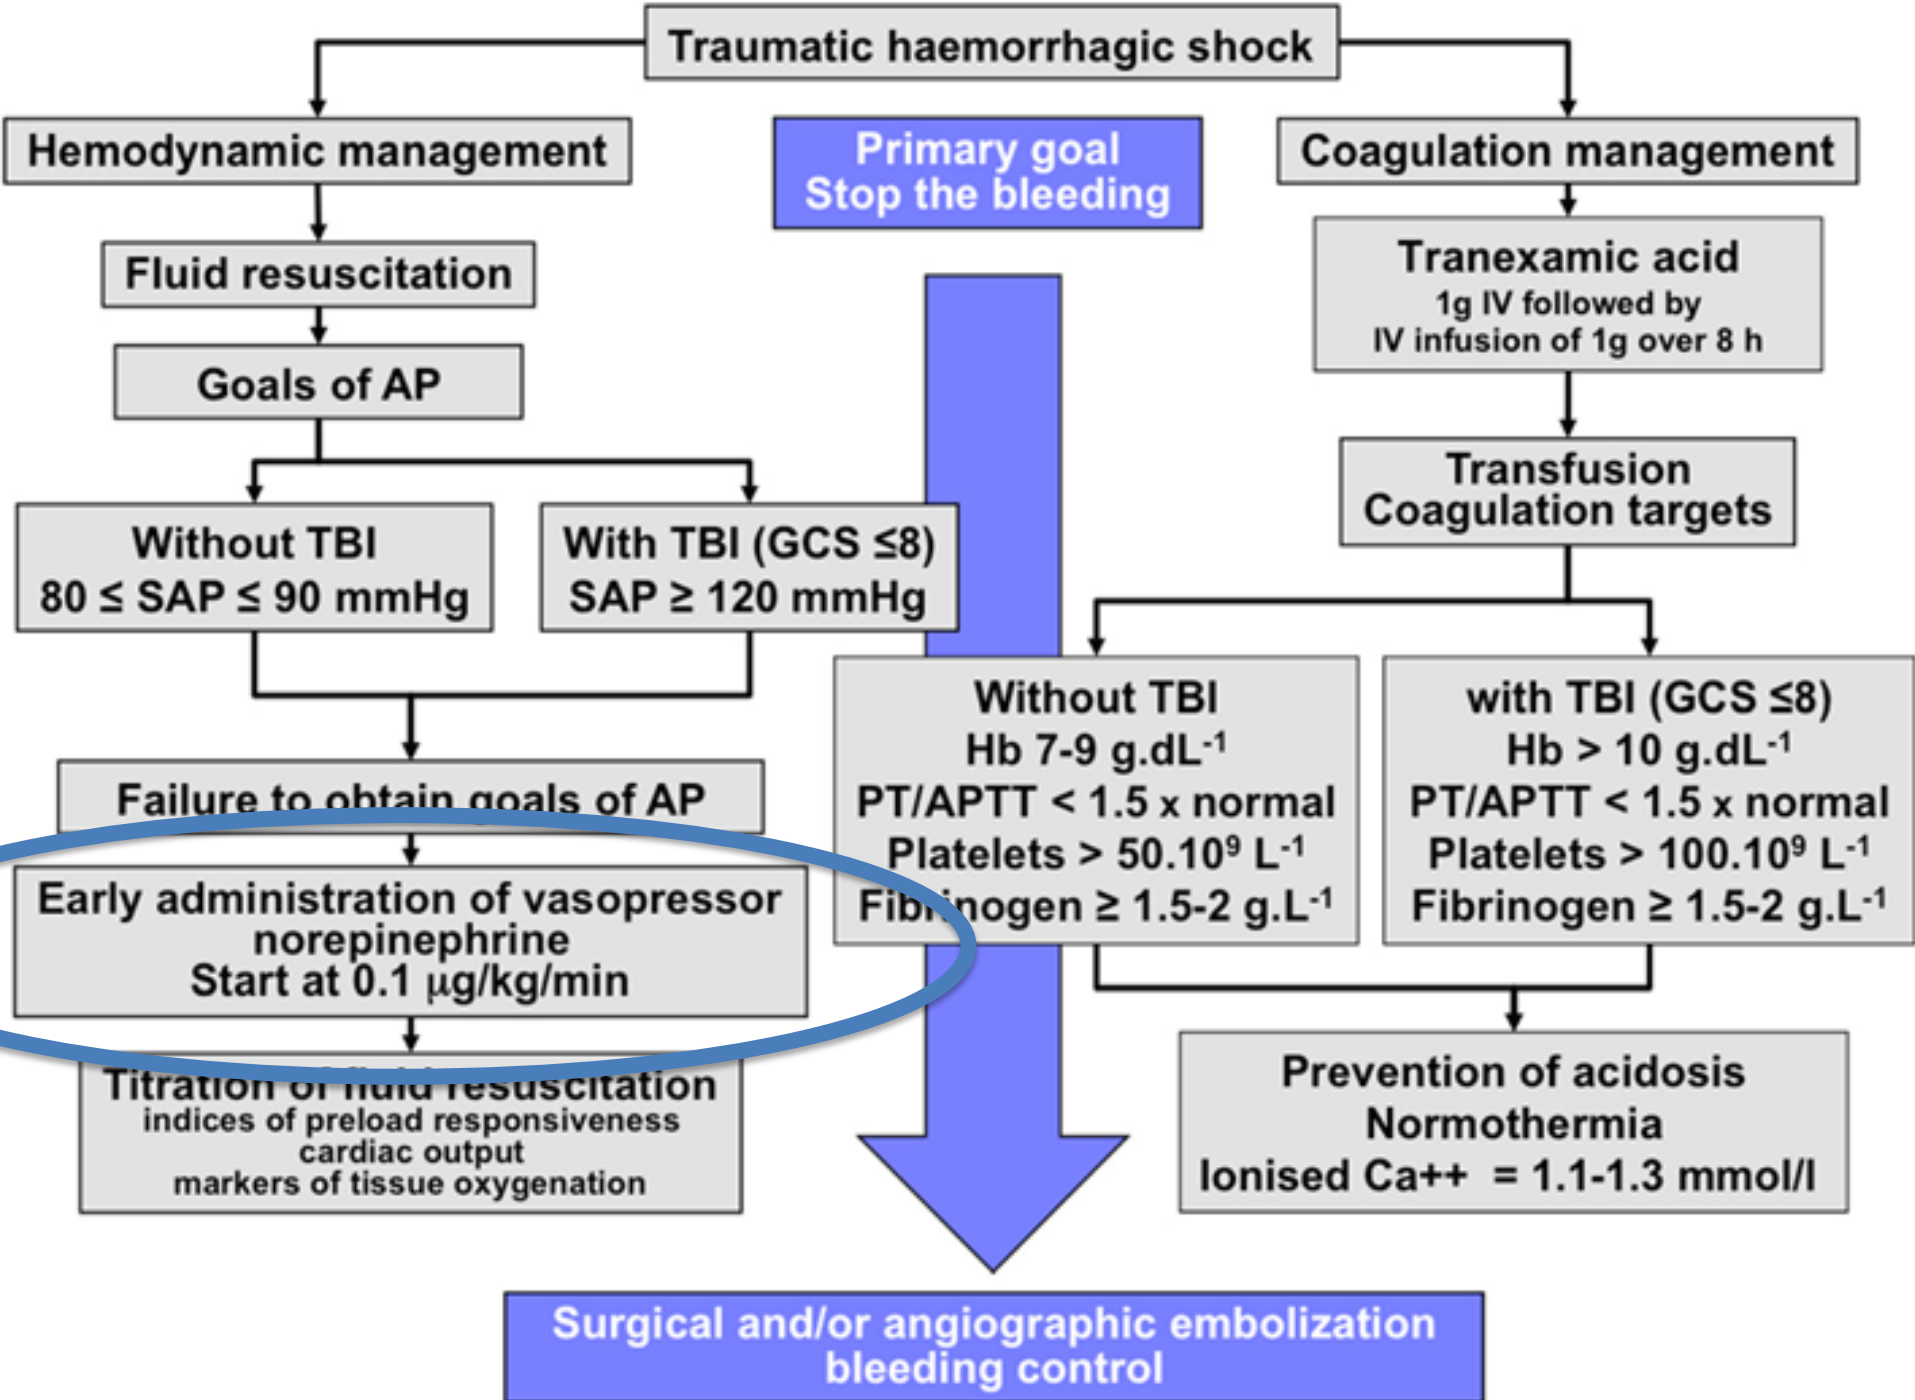 Traumatic haemorrhagic shock
Hemodynamic management
Fluid resuscitation
Goals of AP
Without TBI
80 ≤ SAP ≤ 90 mmHg
With TBI (GCS ≤8)
SAP ≥ 120 mmHg
Failure to obtain goals of AP
Early administration of vasopressor
norepinephrine
Start at 0.1 µg/kg/min
Titration of fluid resuscitation
indices of preload responsiveness
cardiac output
markers of tissue oxygenation
Primary goal
Stop the bleeding
Coagulation management
Tranexamic acid
1g IV followed by
IV infusion of 1g over 8 h
Transfusion
Coagulation targets
Without TBI
Hb 7-9 g.dL⁻¹
PT/APTT < 1.5 x normal
Platelets > 50.10⁹ L⁻¹
Fibrinogen ≥ 1.5-2 g.L⁻¹
with TBI (GCS ≤8)
Hb > 10 g.dL⁻¹
PT/APTT < 1.5 x normal
Platelets > 100.10⁹ L⁻¹
Fibrinogen ≥ 1.5-2 g.L⁻¹
Prevention of acidosis
Normothermia
Ionised Ca++ = 1.1-1.3 mmol/l
Surgical and/or angiographic embolization
bleeding control